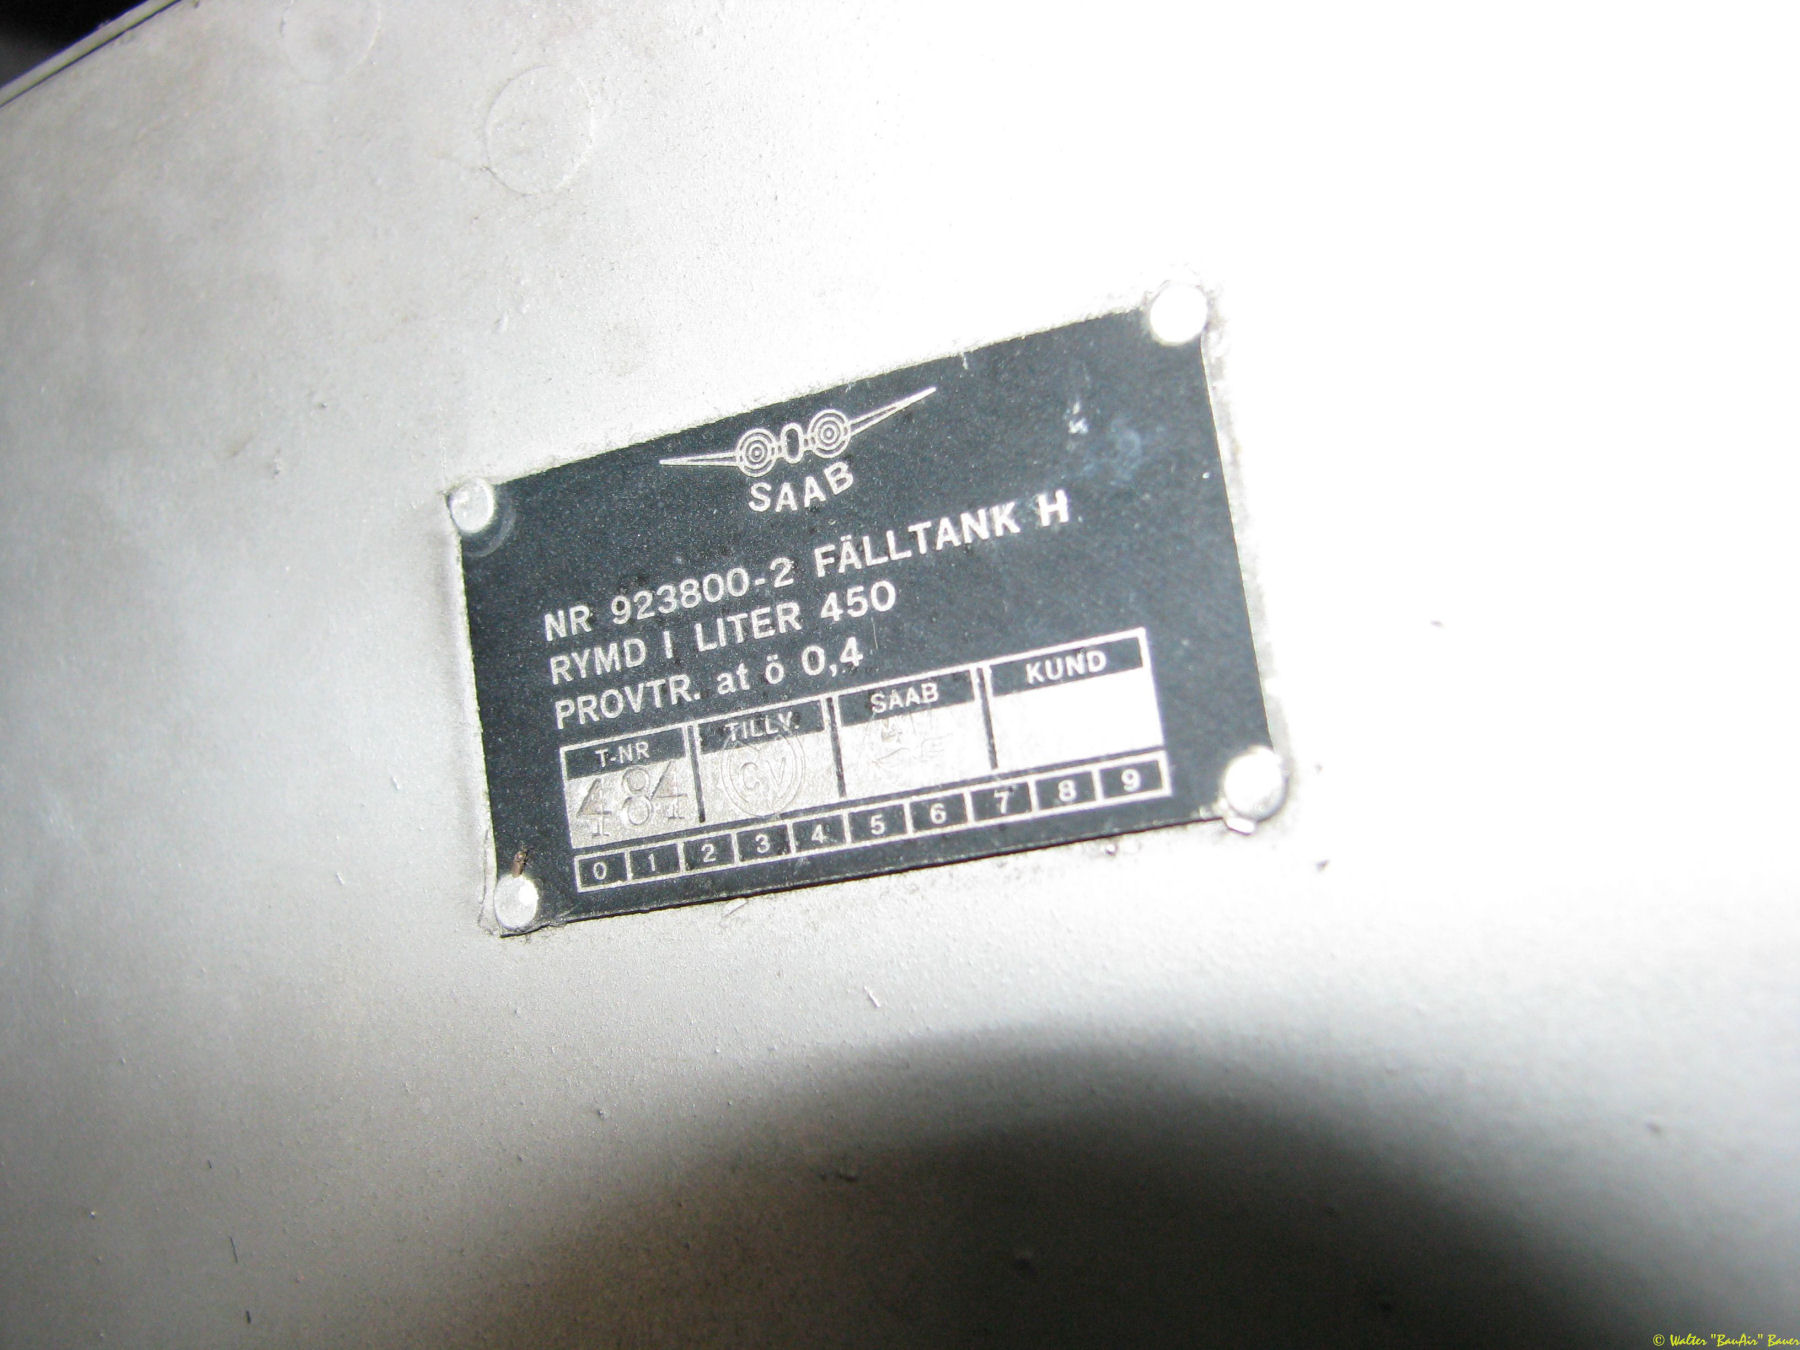 SAAB
NR 923800-2 FÄLLTANK H
RYMD I LITER 450
PROVTR. at ö 0,4
T-NR TILLV. SAAB KUND
484 CV
0 1 2 3 4 5 6 7 8 9
© Walter "BauAir" Bauer